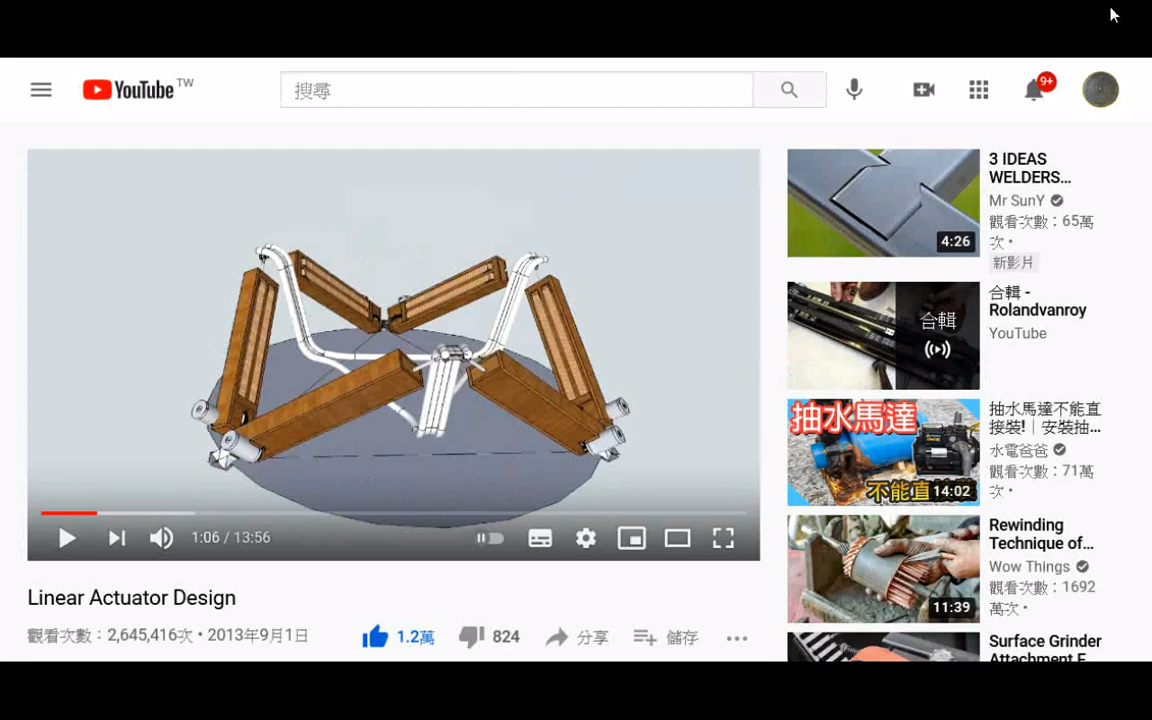 YouTube TW
搜尋
9+
1:06 / 13:56
Linear Actuator Design
觀看次數：2,645,416次 • 2013年9月1日
1.2萬
824
分享
儲存
4:26
3 IDEAS
WELDERS...
Mr SunY
觀看次數：65萬
次 •
新影片
合輯
合輯 -
Rolandvanroy
YouTube
抽水馬達
不能直
14:02
抽水馬達不能直
接裝!｜安裝抽...
水電爸爸
觀看次數：71萬
次 •
11:39
Rewinding
Technique of...
Wow Things
觀看次數：1692
萬次 •
Surface Grinder
Attachment F